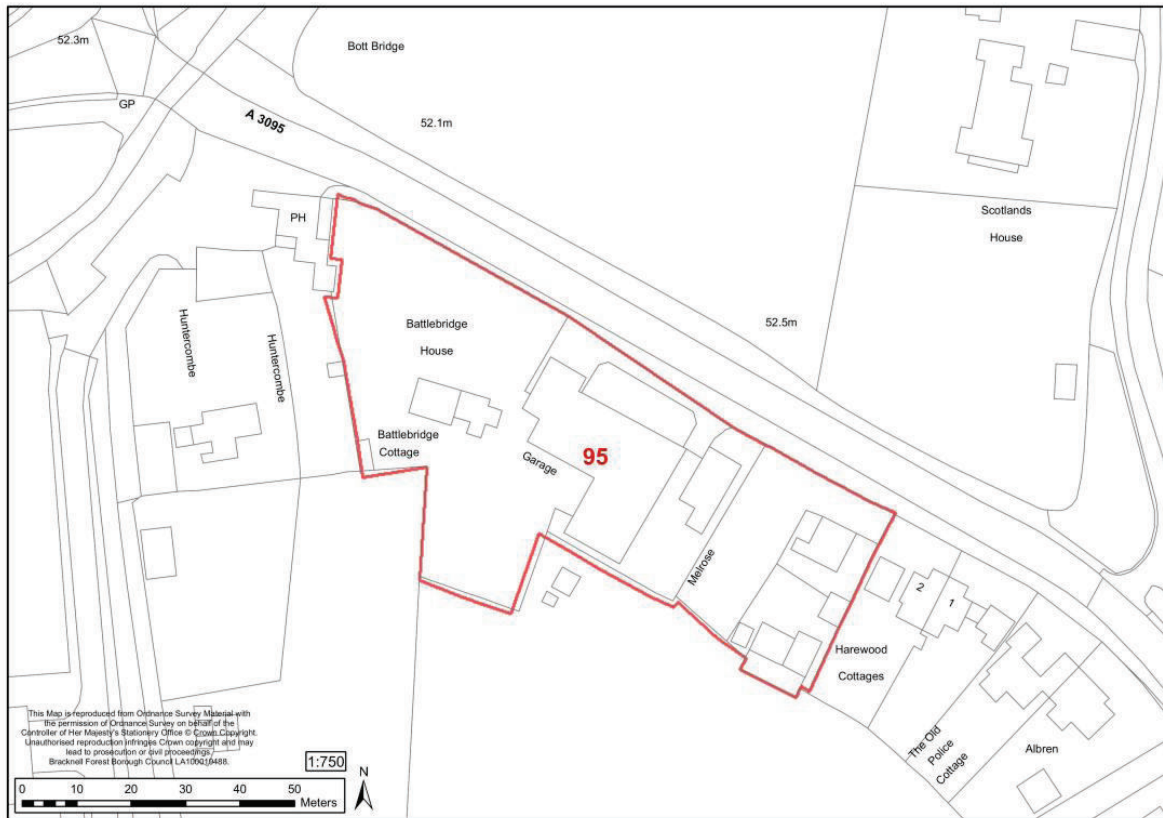 52.3m
Bott Bridge
GP
A 3095
52.1m
PH
Scotlands
House
Huntercombe
Huntercombe
Battlebridge
House
52.5m
Battlebridge
Cottage
Garage
95
Melrose
2
1
Harewood
Cottages
The Old
Police
Cottage
Albren
This Map is reproduced from Ordnance Survey Material with
the permission of Ordnance Survey on behalf of the
Controller of Her Majesty's Stationery Office © Crown Copyright.
Unauthorised reproduction infringes Crown copyright and may
lead to prosecution or civil proceedings.
Bracknell Forest Borough Council LA100019488.
1:750
N
0 10 20 30 40 50
Meters